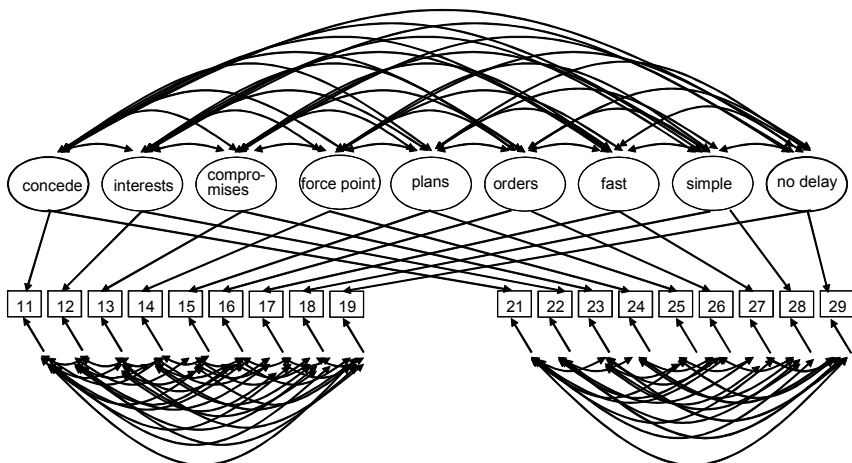 concede
interests
compro-
mises
force point
plans
orders
fast
simple
no delay
11 12 13 14 15 16 17 18 19
21 22 23 24 25 26 27 28 29